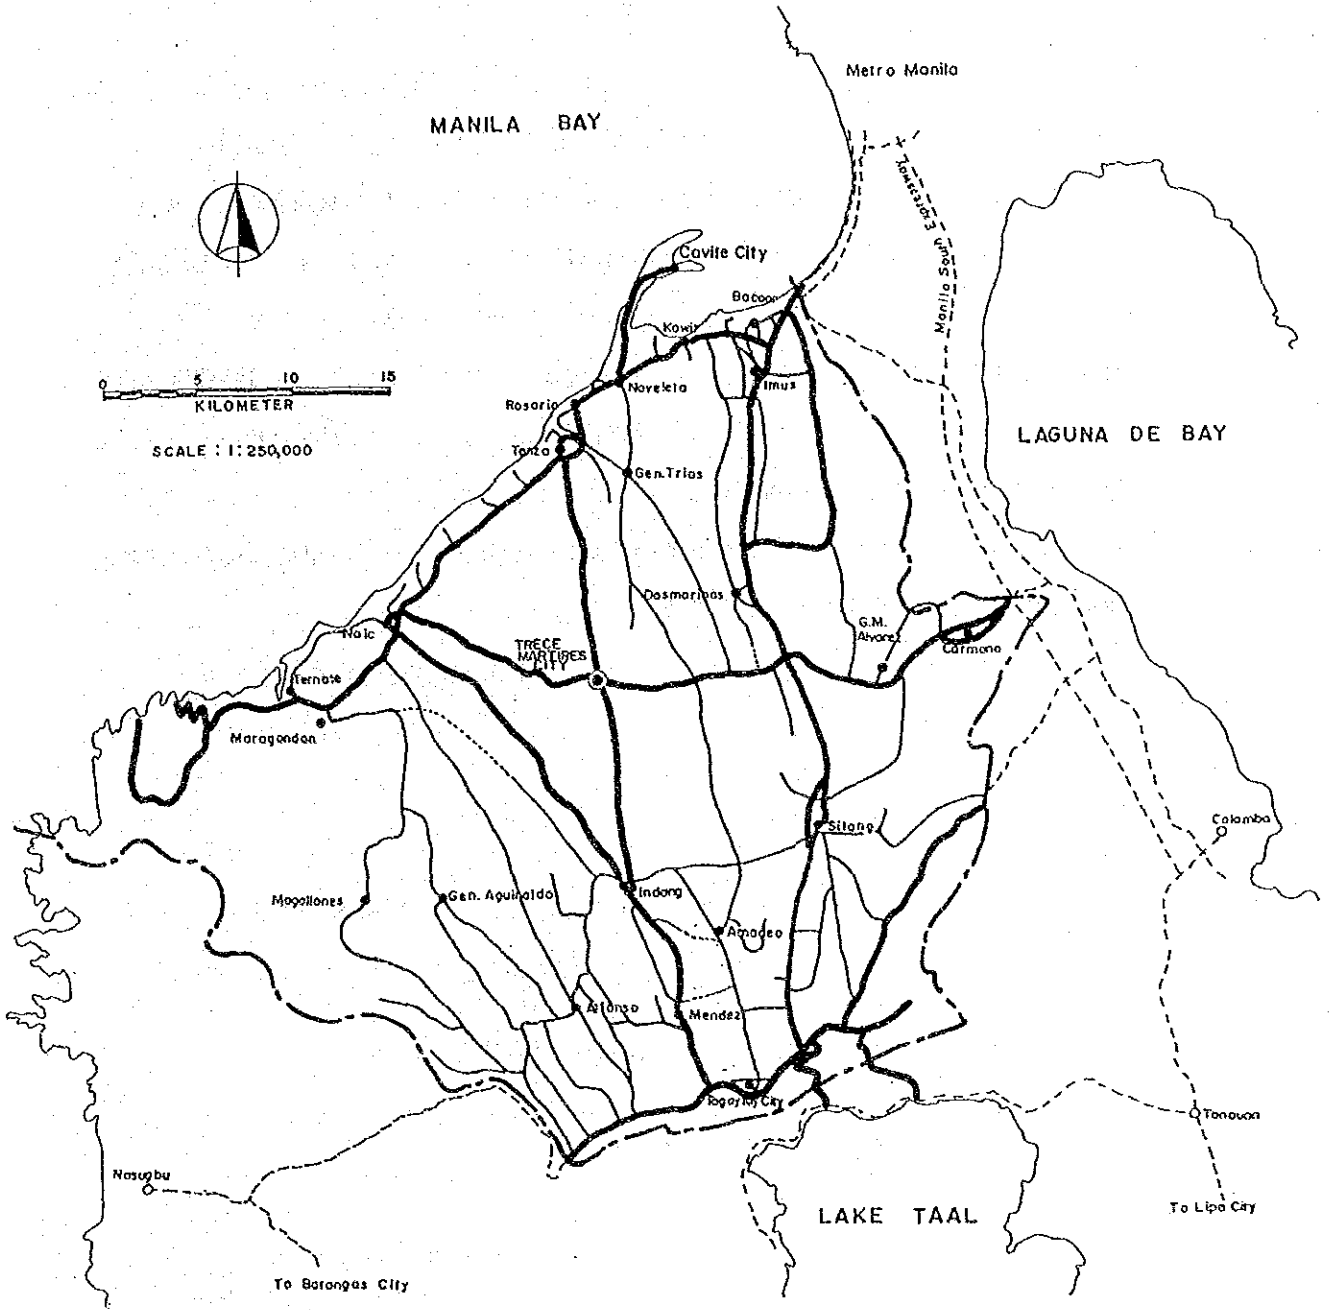 Metro Manila
MANILA BAY
Manila South Expressway
Cavite City
Bacoor
Kawit
0 5 10 15
KILOMETER
Noveleta
Imus
Rosario
SCALE : 1:250,000
LAGUNA DE BAY
Tanza
Gen. Trias
Dasmarinas
G.M.
Alvarez
Carmona
Naic
TRECE
MARTIRES
CITY
Ternate
Maragondon
Silang
Calamba
Magallanes
Gen. Aguinaldo
Indang
Amadeo
Alfonso
Mendez
Tagaytay City
Tanauan
Nasugbu
LAKE TAAL
To Lipa City
To Batangas City